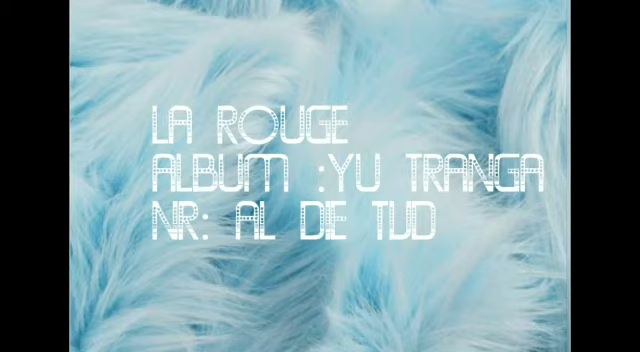 LA ROUGE
ALBUM :YU TRANGA
NR: AL DIE TIJD